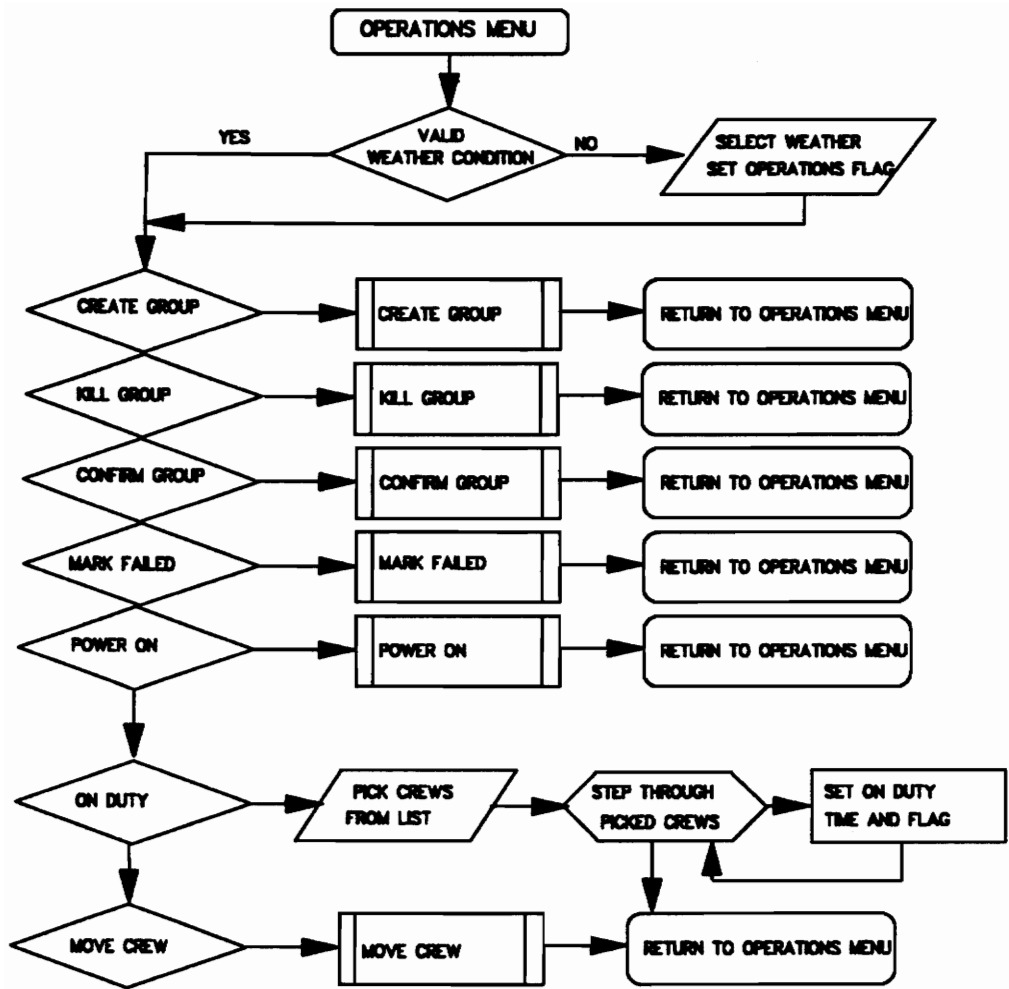 OPERATIONS MENU
YES
VALID
WEATHER CONDITION
NO
SELECT WEATHER
SET OPERATIONS FLAG
CREATE GROUP
CREATE GROUP
RETURN TO OPERATIONS MENU
KILL GROUP
KILL GROUP
RETURN TO OPERATIONS MENU
CONFIRM GROUP
CONFIRM GROUP
RETURN TO OPERATIONS MENU
MARK FAILED
MARK FAILED
RETURN TO OPERATIONS MENU
POWER ON
POWER ON
RETURN TO OPERATIONS MENU
ON DUTY
PICK CREWS
FROM LIST
STEP THROUGH
PICKED CREWS
SET ON DUTY
TIME AND FLAG
MOVE CREW
MOVE CREW
RETURN TO OPERATIONS MENU